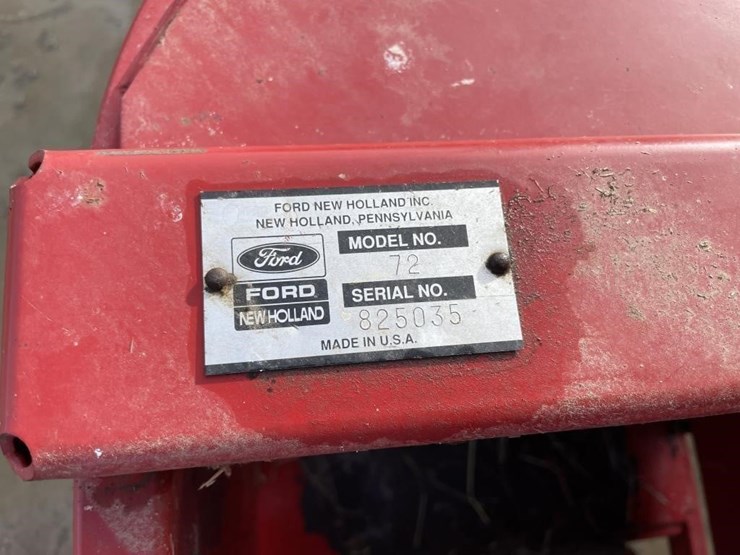 FORD NEW HOLLAND INC.
NEW HOLLAND, PENNSYLVANIA
Ford
MODEL NO.
72
FORD
NEW HOLLAND
SERIAL NO.
825035
MADE IN U.S.A.